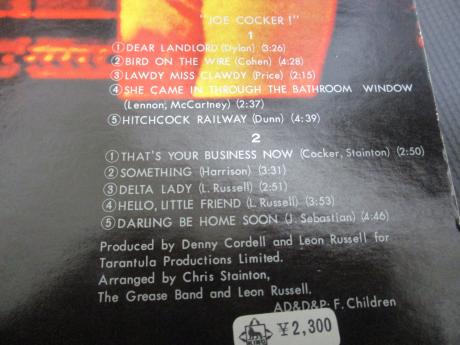 "JOE COCKER!"
1
①DEAR LANDLORD (Dylon) (3:26)
②BIRD ON THE WIRE (Cohen) (4:28)
③LAWDY MISS CLAWDY (Price) (2:15)
④SHE CAME IN THROUGH THE BATHROOM WINDOW
(Lennon, McCartney) (2:37)
⑤HITCHCOCK RAILWAY (Dunn) (4:39)
2
①THAT'S YOUR BUSINESS NOW (Cocker, Stainton) (2:50)
②SOMETHING (Harrison) (3:31)
③DELTA LADY (L. Russell) (2:51)
④HELLO, LITTLE FRIEND (L. Russell) (3:53)
⑤DARLING BE HOME SOON (J. Sebastian) (4:46)
Produced by Denny Cordell and Leon Russell for
Tarantula Productions Limited.
Arranged by Chris Stainton,
The Grease Band and Leon Russell.
AD&D&P: F. Children
¥2,300